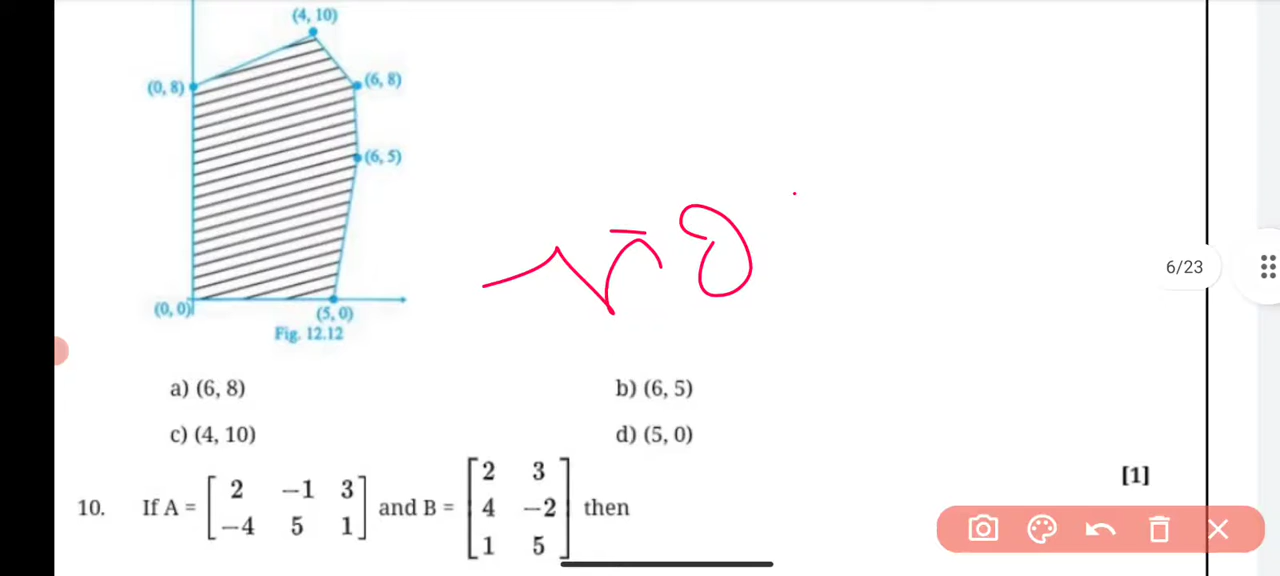 (4, 10)
(0, 8)
(6, 8)
(6, 5)
(0, 0)
(5, 0)
Fig. 12.12
6/23
a) (6, 8) b) (6, 5)
c) (4, 10) d) (5, 0)
[1]
10. If A = [2 −1 3
−4 5 1] and B = [2 3
4 −2
1 5] then